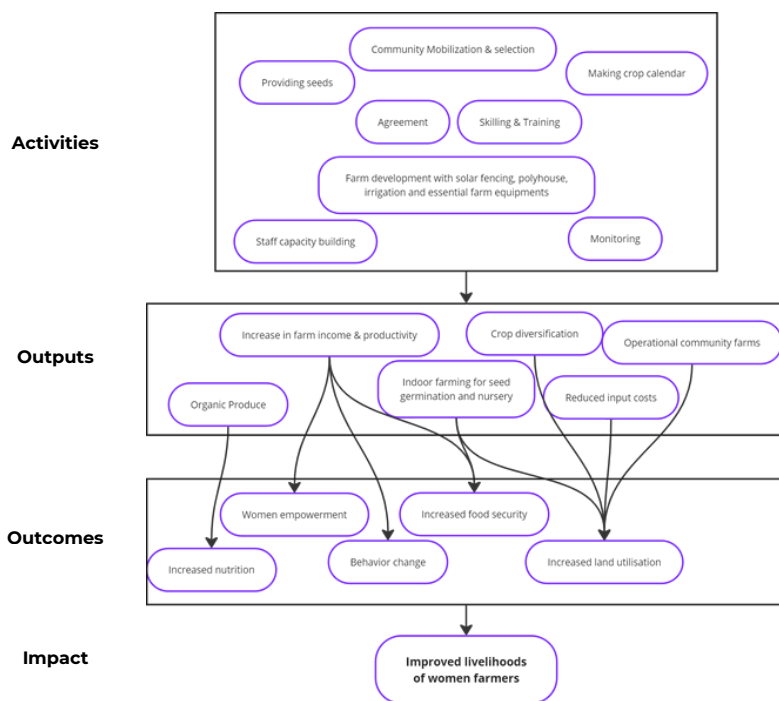 Activities
Community Mobilization & selection
Providing seeds
Making crop calendar
Agreement
Skilling & Training
Farm development with solar fencing, polyhouse,
irrigation and essential farm equipments
Staff capacity building
Monitoring
Outputs
Increase in farm income & productivity
Crop diversification
Operational community farms
Indoor farming for seed
germination and nursery
Organic Produce
Reduced input costs
Outcomes
Women empowerment
Increased food security
Increased nutrition
Behavior change
Increased land utilisation
Impact
Improved livelihoods
of women farmers